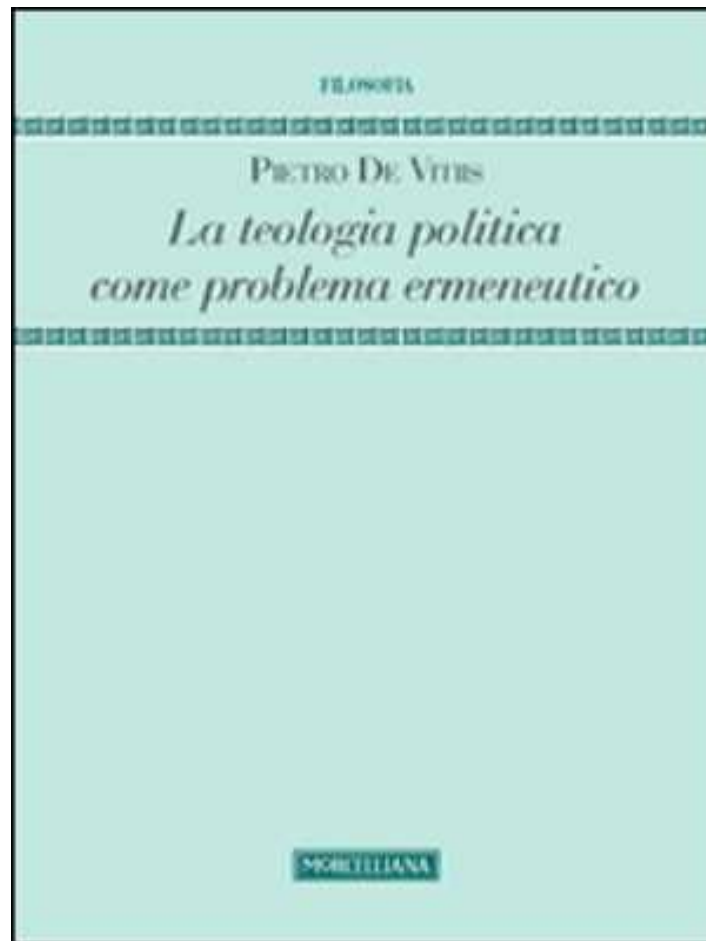 FILOSOFIA
PIETRO DE VITIIS
La teologia politica
come problema ermeneutico
MORCELLIANA